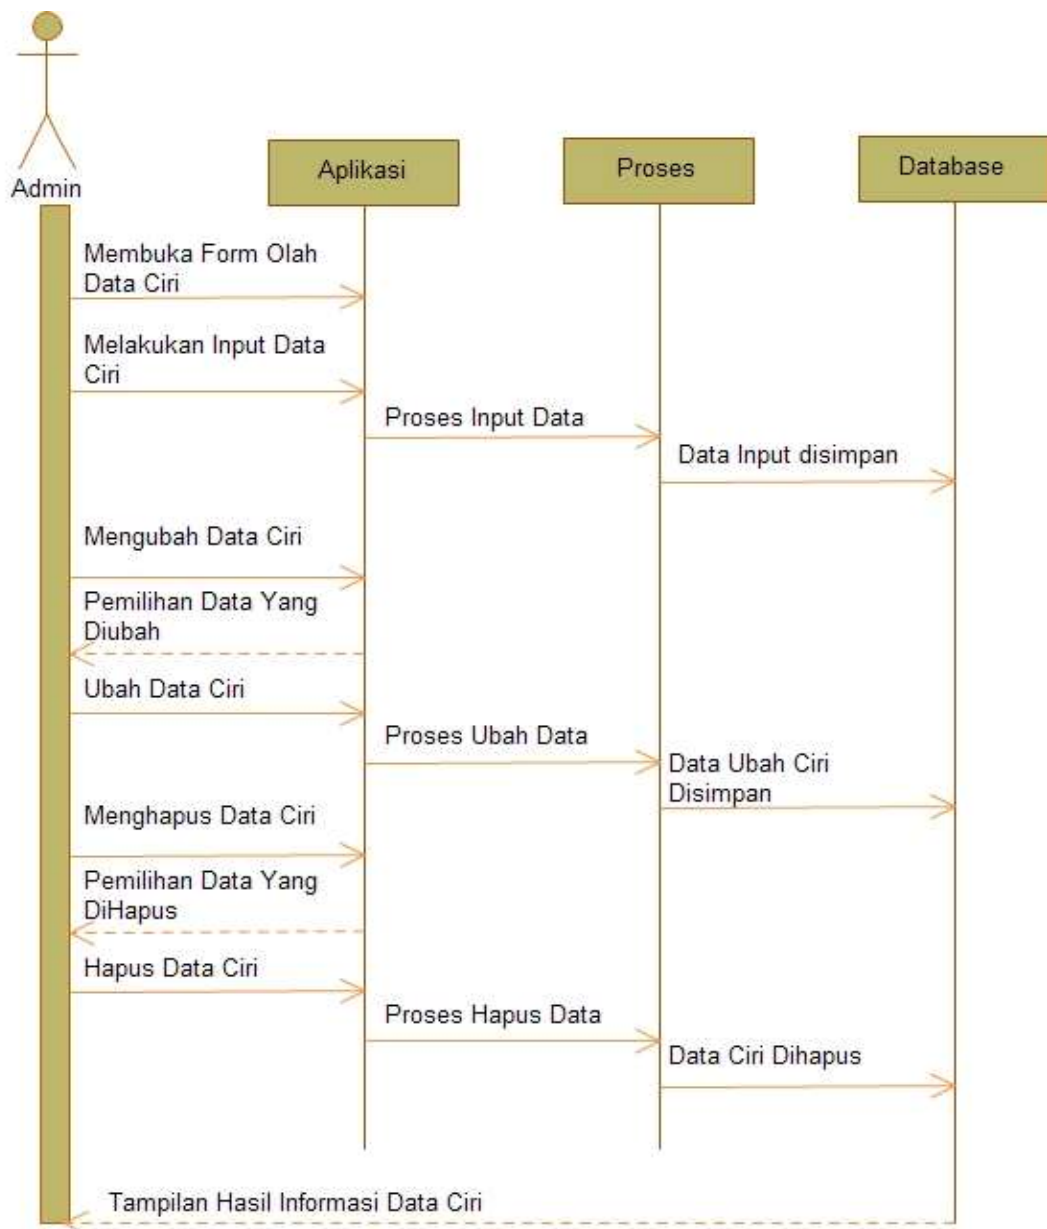 Admin
Aplikasi
Proses
Database
Membuka Form Olah
Data Ciri
Melakukan Input Data
Ciri
Proses Input Data
Data Input disimpan
Mengubah Data Ciri
Pemilihan Data Yang
Diubah
Ubah Data Ciri
Proses Ubah Data
Data Ubah Ciri
Disimpan
Menghapus Data Ciri
Pemilihan Data Yang
DiHapus
Hapus Data Ciri
Proses Hapus Data
Data Ciri Dihapus
Tampilan Hasil Informasi Data Ciri